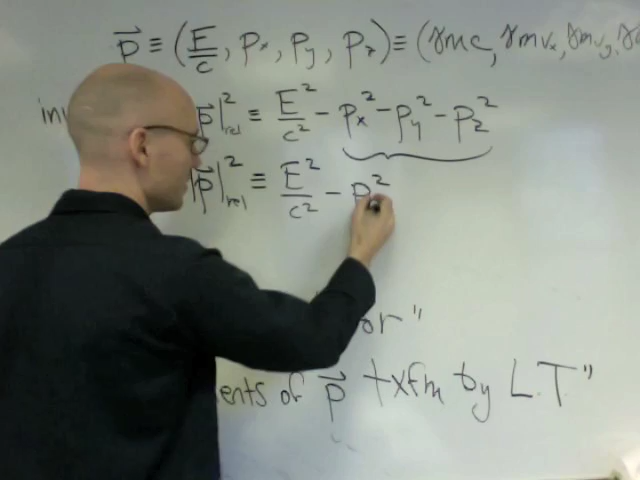 p⃗ ≡ (E/c, Px, Py, Pz) ≡ (γmc, γmvx, γmvy,
p⃗|²rel ≡ E²/c² - Px² - Py² - Pz²
|p⃗|²rel ≡ E²/c² - P²
or"
ents of p⃗ txfm by L.T."